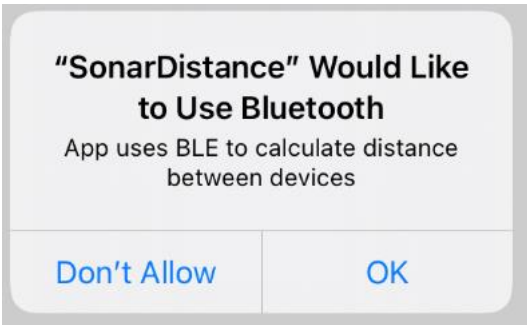 “SonarDistance” Would Like
to Use Bluetooth
App uses BLE to calculate distance
between devices
Don’t Allow
OK